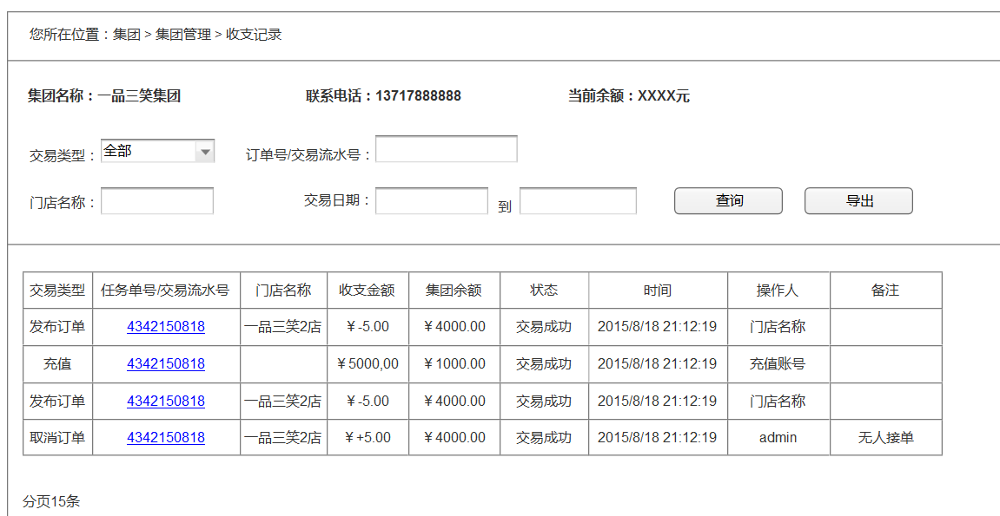 您所在位置：集团 > 集团管理 > 收支记录
集团名称：一品三笑集团 联系电话：13717888888 当前余额：XXXX元
交易类型： 全部 订单号/交易流水号：
门店名称： 交易日期： 到 查询 导出
交易类型 任务单号/交易流水号 门店名称 收支金额 集团余额 状态 时间 操作人 备注
发布订单 4342150818 一品三笑2店 ￥-5.00 ￥4000.00 交易成功 2015/8/18 21:12:19 门店名称
充值 4342150818 ￥5000,00 ￥1000.00 交易成功 2015/8/18 21:12:19 充值账号
发布订单 4342150818 一品三笑2店 ￥-5.00 ￥4000.00 交易成功 2015/8/18 21:12:19 门店名称
取消订单 4342150818 一品三笑2店 ￥+5.00 ￥4000.00 交易成功 2015/8/18 21:12:19 admin 无人接单
分页15条